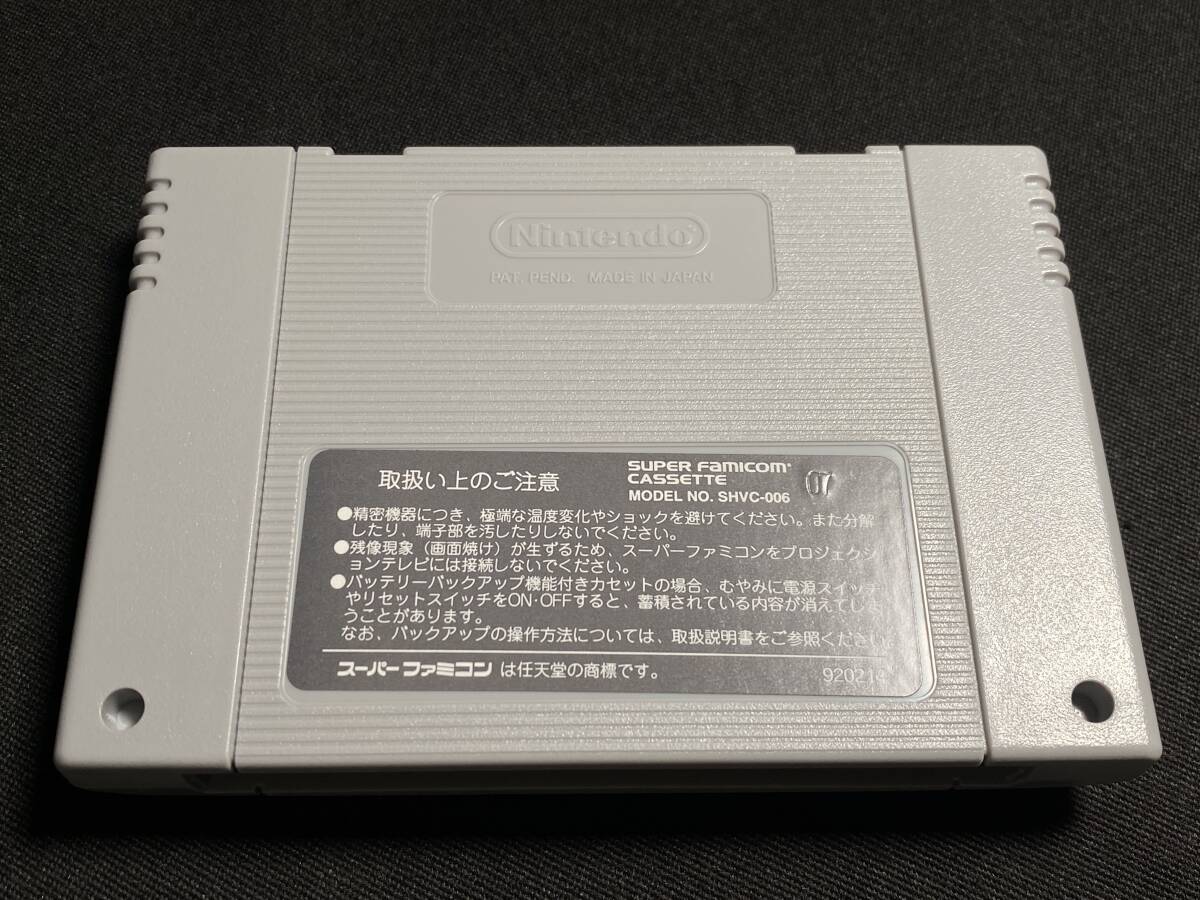 Nintendo®
PAT. PEND. MADE IN JAPAN
取扱い上のご注意
SUPER FAMICOM®
CASSETTE
MODEL NO. SHVC-006
07
●精密機器につき、極端な温度変化やショックを避けてください。また分解
したり、端子部を汚したりしないでください。
●残像現象（画面焼け）が生ずるため、スーパーファミコンをプロジェクシ
ョンテレビには接続しないでください。
●バッテリーバックアップ機能付きカセットの場合、むやみに電源スイッチ
やリセットスイッチをON・OFFすると、蓄積されている内容が消えてしま
うことがあります。
なお、バックアップの操作方法については、取扱説明書をご参照ください
スーパーファミコン は任天堂の商標です。